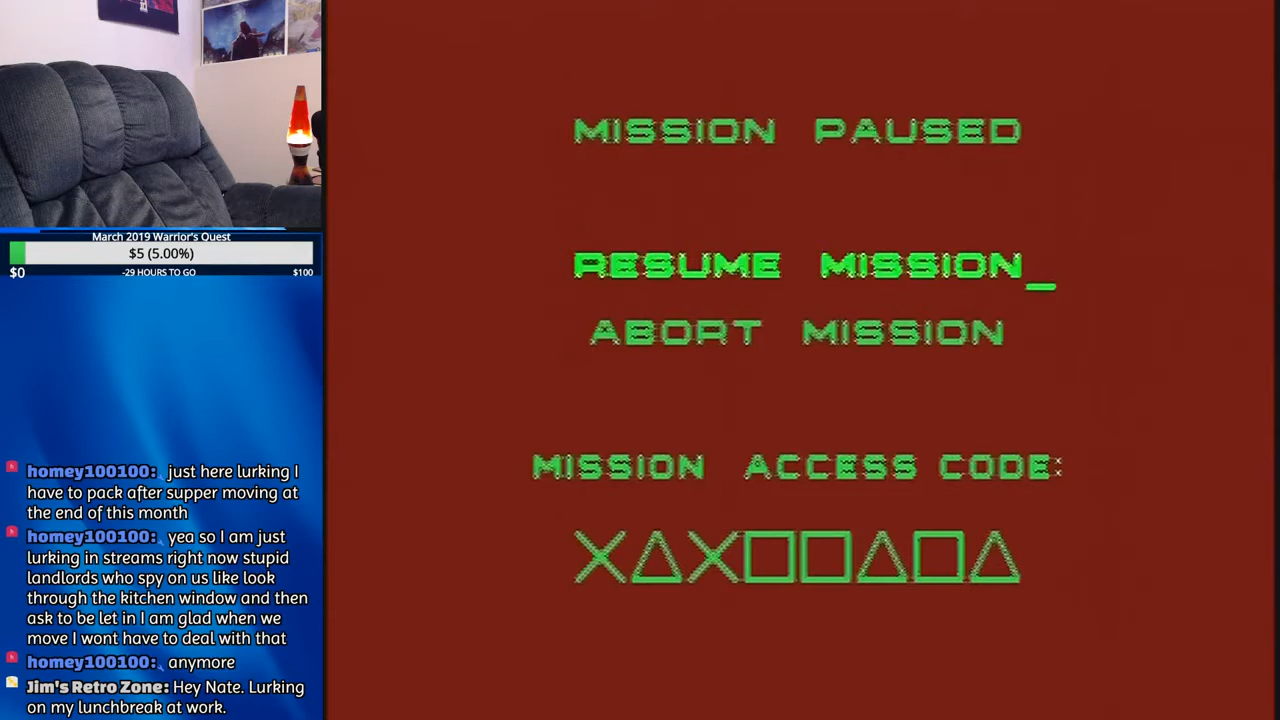 March 2019 Warrior's Quest
$5 (5.00%)
$0 -29 HOURS TO GO $100
homey100100: just here lurking I
have to pack after supper moving at
the end of this month
homey100100: yea so I am just
lurking in streams right now stupid
landlords who spy on us like look
through the kitchen window and then
ask to be let in I am glad when we
move I wont have to deal with that
homey100100: anymore
Jim's Retro Zone: Hey Nate. Lurking
on my lunchbreak at work.
MISSION PAUSED
RESUME MISSION_
ABORT MISSION
MISSION ACCESS CODE:
X△X□□△□△